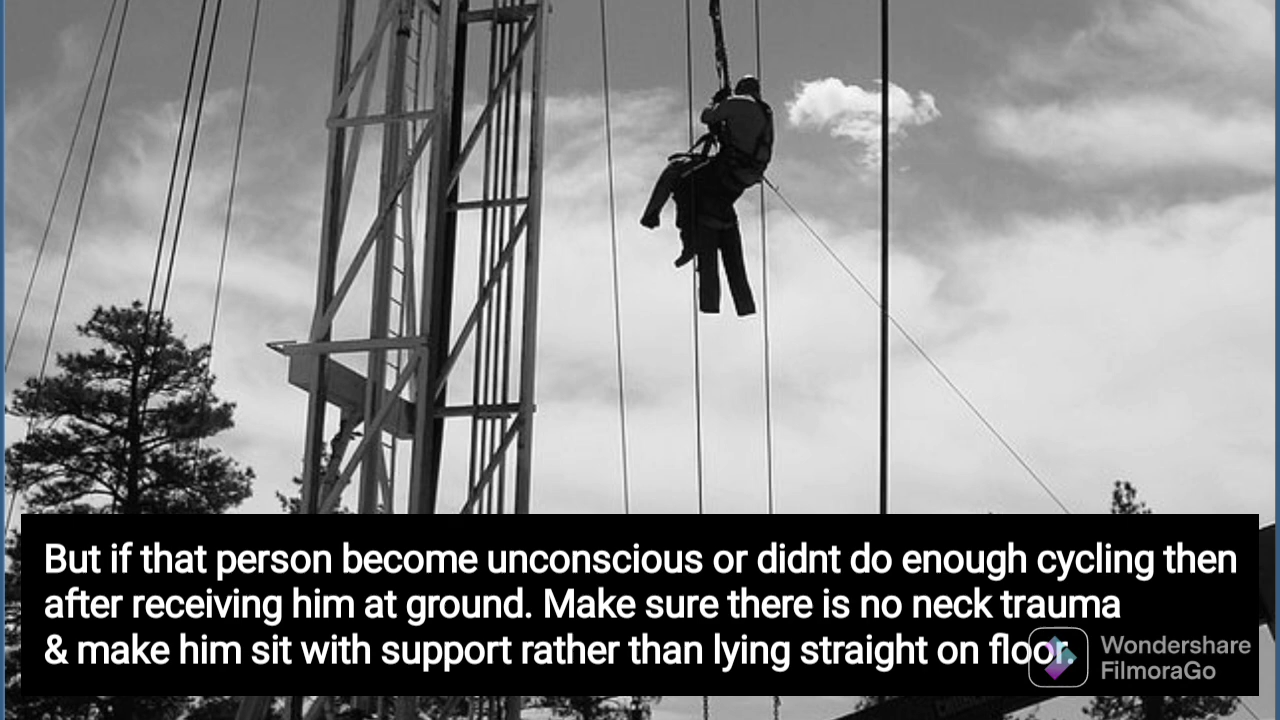 But if that person become unconscious or didnt do enough cycling then
after receiving him at ground. Make sure there is no neck trauma
& make him sit with support rather than lying straight on floor.
Wondershare
FilmoraGo